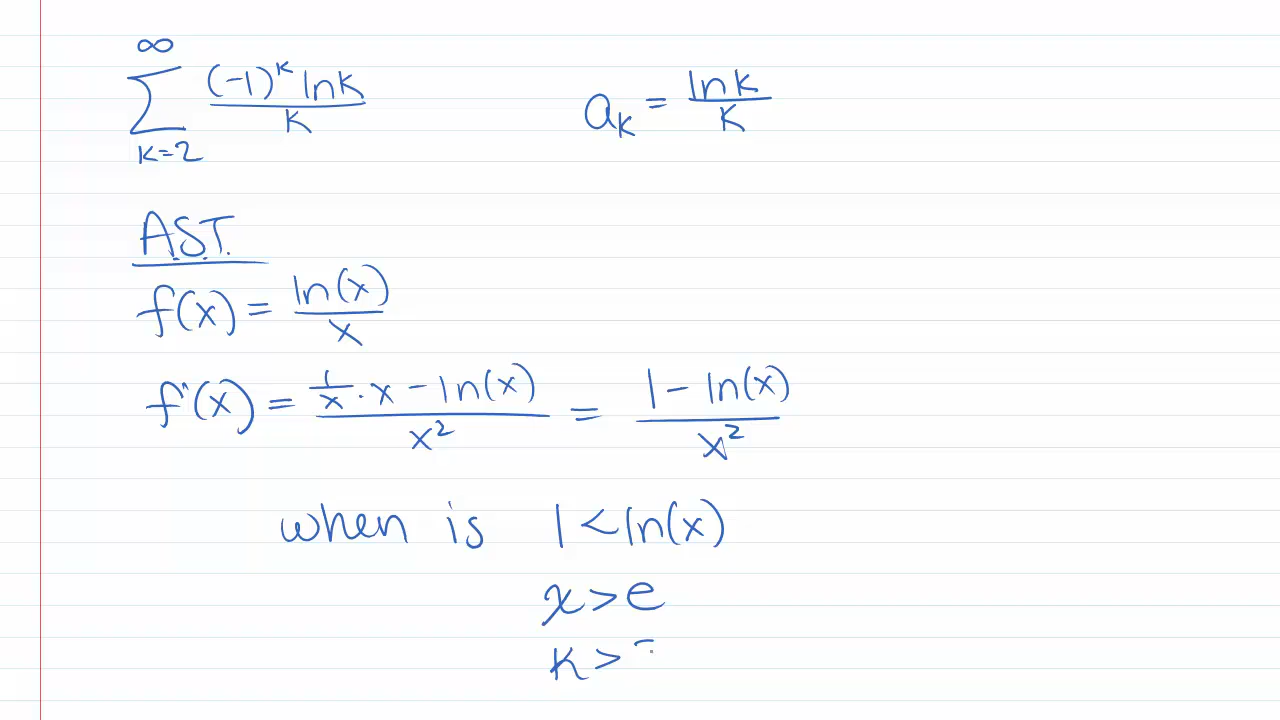 ∞
∑ (-1)^k ln k / k    a_k = ln k / k
k=2
A.S.T.
f(x) = ln(x) / x
f'(x) = (1/x · x - ln(x)) / x² = (1 - ln(x)) / x²
when is 1 < ln(x)
x > e
k >